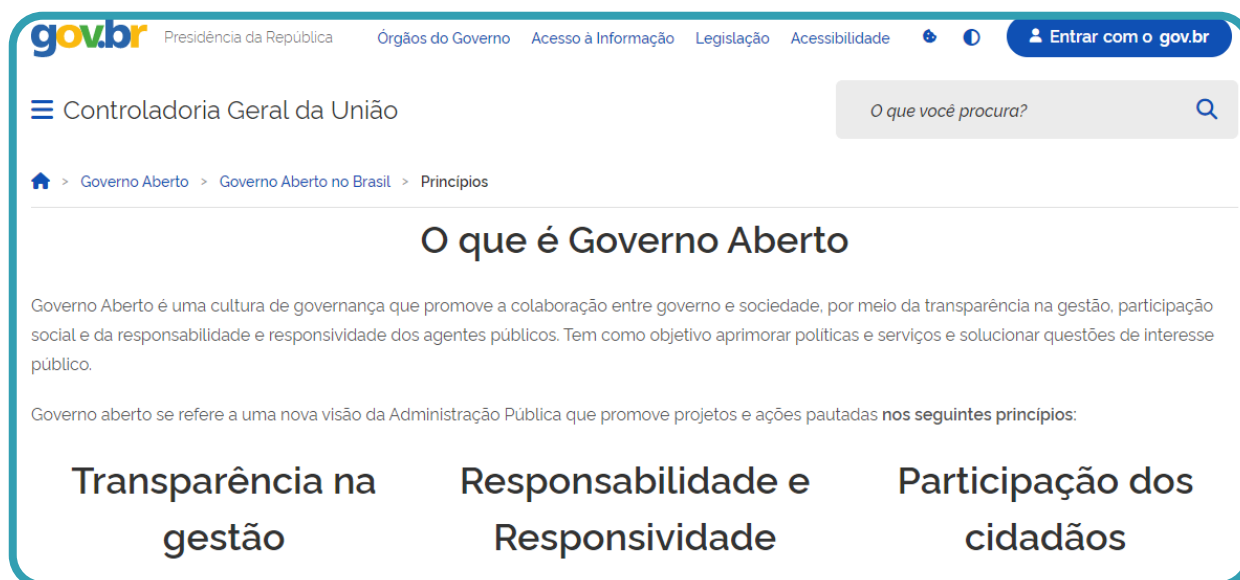 gov.br Presidência da República Órgãos do Governo Acesso à Informação Legislação Acessibilidade Entrar com o gov.br
Controladoria Geral da União O que você procura?
> Governo Aberto > Governo Aberto no Brasil > Princípios
O que é Governo Aberto
Governo Aberto é uma cultura de governança que promove a colaboração entre governo e sociedade, por meio da transparência na gestão, participação
social e da responsabilidade e responsividade dos agentes públicos. Tem como objetivo aprimorar políticas e serviços e solucionar questões de interesse
público.
Governo aberto se refere a uma nova visão da Administração Pública que promove projetos e ações pautadas nos seguintes princípios:
Transparência na
gestão
Responsabilidade e
Responsividade
Participação dos
cidadãos